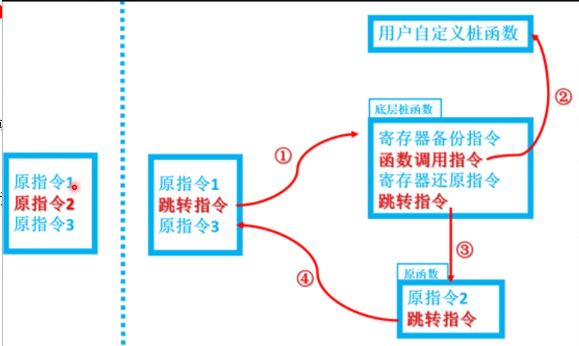 原指令1
原指令2
原指令3
原指令1
跳转指令
原指令3
①
用户自定义桩函数
②
底层桩函数
寄存器备份指令
函数调用指令
寄存器还原指令
跳转指令
③
原函数
原指令2
跳转指令
④